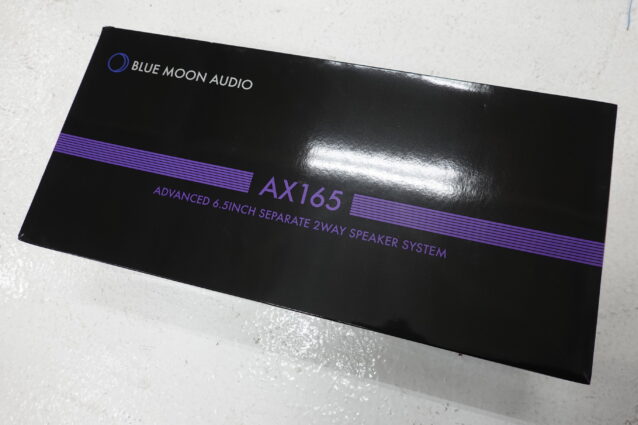 BLUE MOON AUDIO
AX165
ADVANCED 6.5INCH SEPARATE 2WAY SPEAKER SYSTEM